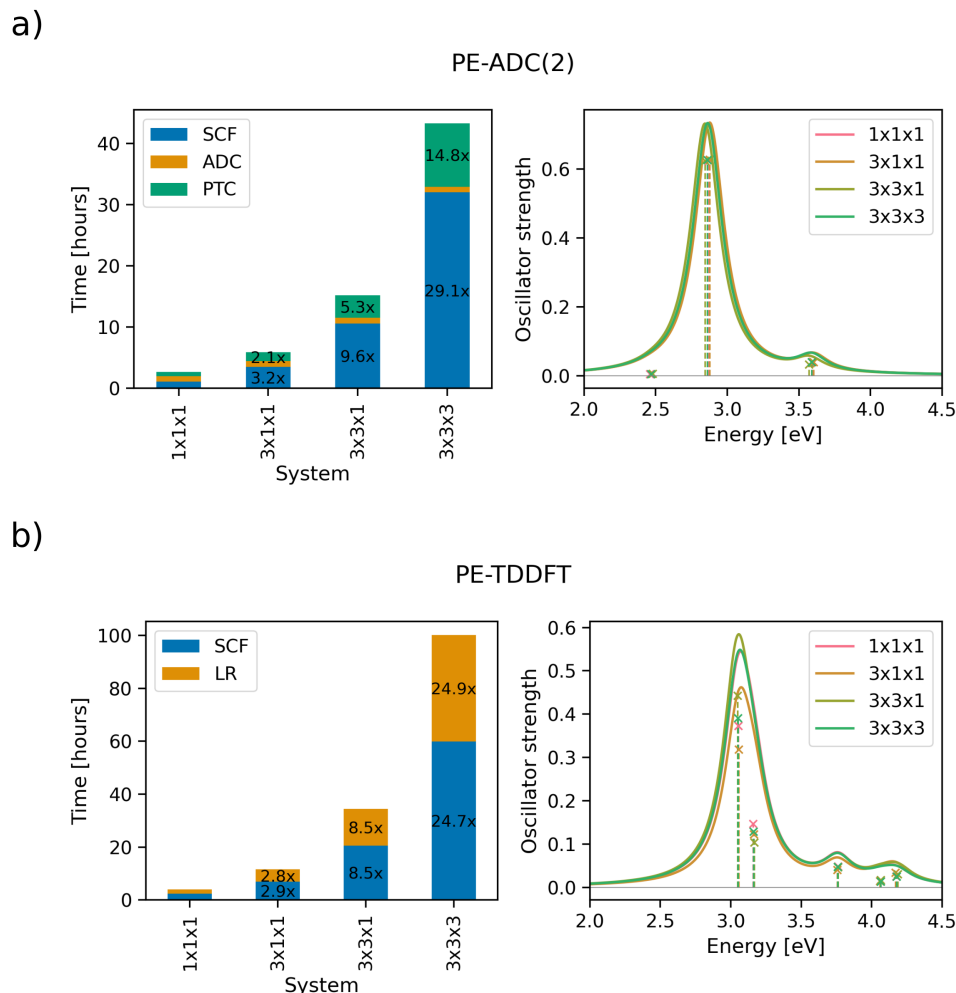 a)
PE-ADC(2)
Time [hours]
40
30
20
10
0
SCF
ADC
PTC
2.1x
3.2x
5.3x
9.6x
14.8x
29.1x
1x1x1
3x1x1
3x3x1
3x3x3
System
Oscillator strength
0.6
0.4
0.2
0.0
1x1x1
3x1x1
3x3x1
3x3x3
2.0 2.5 3.0 3.5 4.0 4.5
Energy [eV]
b)
PE-TDDFT
Time [hours]
100
80
60
40
20
0
SCF
LR
2.8x
2.9x
8.5x
8.5x
24.9x
24.7x
1x1x1
3x1x1
3x3x1
3x3x3
System
Oscillator strength
0.6
0.5
0.4
0.3
0.2
0.1
0.0
1x1x1
3x1x1
3x3x1
3x3x3
2.0 2.5 3.0 3.5 4.0 4.5
Energy [eV]